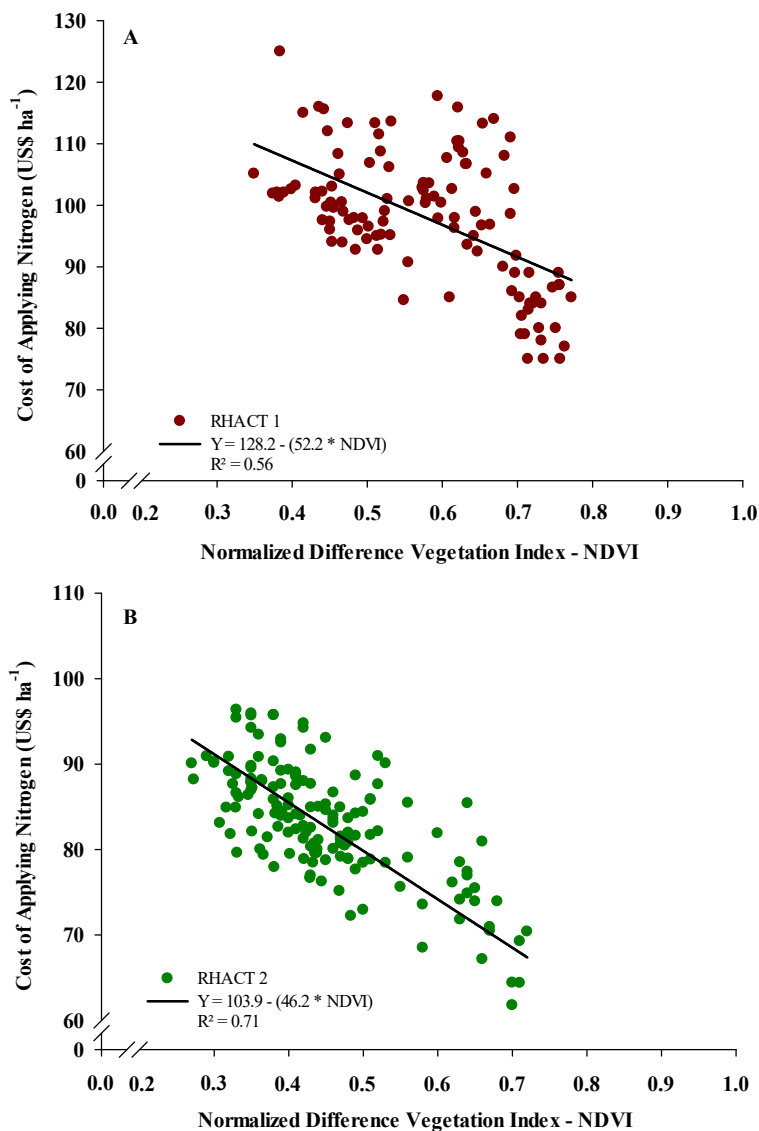 130
A
120
110
100
90
80
70
60
0
Cost of Applying Nitrogen (US$ ha⁻¹)
RHACT 1
Y = 128.2 - (52.2 * NDVI)
R² = 0.56
0.0 0.2 0.3 0.4 0.5 0.6 0.7 0.8 0.9 1.0
Normalized Difference Vegetation Index - NDVI
110
B
100
90
80
70
60
0
Cost of Applying Nitrogen (US$ ha⁻¹)
RHACT 2
Y = 103.9 - (46.2 * NDVI)
R² = 0.71
0.0 0.2 0.3 0.4 0.5 0.6 0.7 0.8 0.9 1.0
Normalized Difference Vegetation Index - NDVI